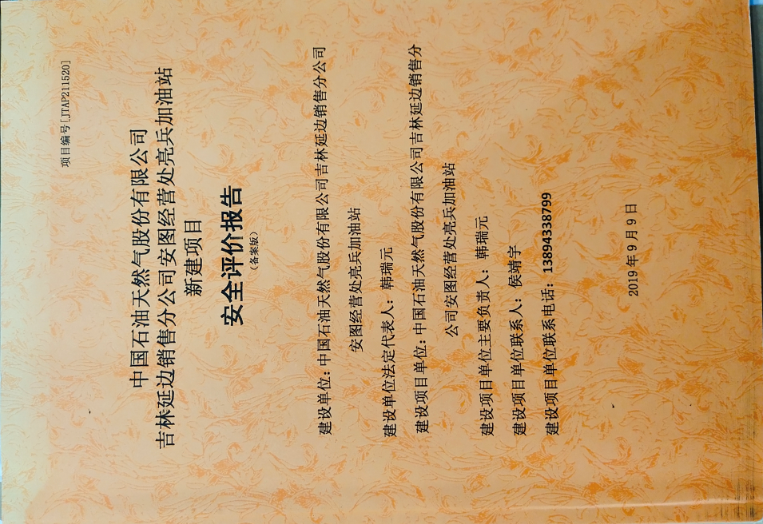 项目编号[JTAP211520]
中国石油天然气股份有限公司
吉林延边销售分公司安图经营处亮兵加油站
新建项目
安全评价报告
（备案版）
建设单位：中国石油天然气股份有限公司吉林延边销售分公司
安图经营处亮兵加油站
建设单位法定代表人：韩瑞元
建设项目单位：中国石油天然气股份有限公司吉林延边销售分
公司安图经营处亮兵加油站
建设项目单位主要负责人：韩瑞元
建设项目单位联系人：侯靖宇
建设项目单位联系电话：13894338799
2019年9月9日